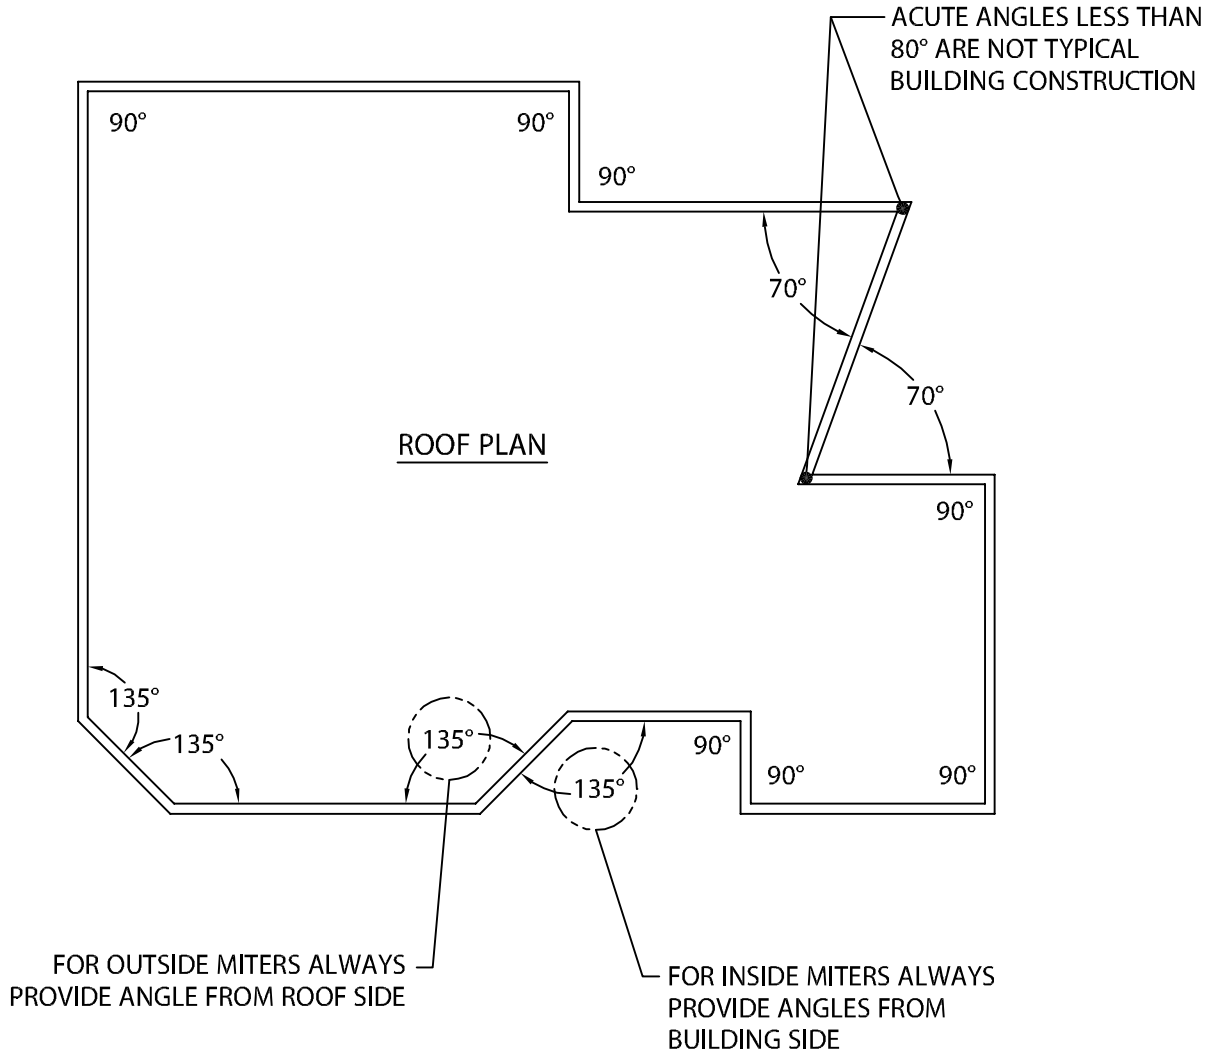 ACUTE ANGLES LESS THAN
80° ARE NOT TYPICAL
BUILDING CONSTRUCTION
90°
90°
90°
70°
70°
ROOF PLAN
90°
135°
135°
135°
90°
135°
90°
90°
FOR OUTSIDE MITERS ALWAYS
PROVIDE ANGLE FROM ROOF SIDE
FOR INSIDE MITERS ALWAYS
PROVIDE ANGLES FROM
BUILDING SIDE